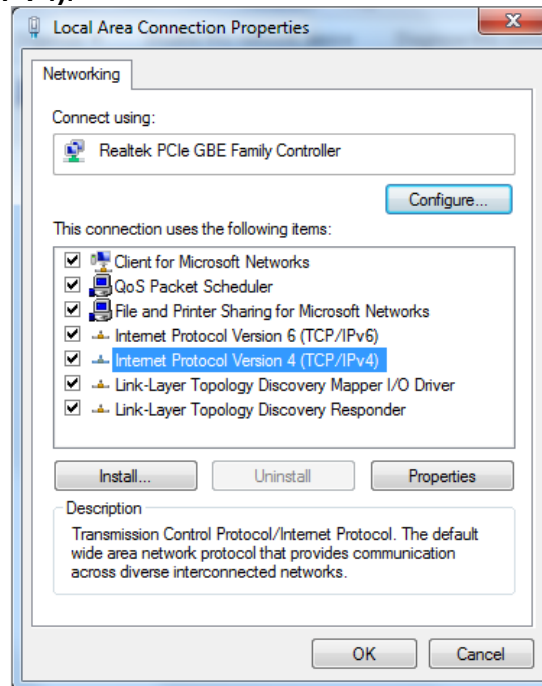 Local Area Connection Properties
Networking
Connect using:
Realtek PCIe GBE Family Controller
Configure...
This connection uses the following items:
Client for Microsoft Networks
QoS Packet Scheduler
File and Printer Sharing for Microsoft Networks
Internet Protocol Version 6 (TCP/IPv6)
Internet Protocol Version 4 (TCP/IPv4)
Link-Layer Topology Discovery Mapper I/O Driver
Link-Layer Topology Discovery Responder
Install... Uninstall Properties
Description
Transmission Control Protocol/Internet Protocol. The default
wide area network protocol that provides communication
across diverse interconnected networks.
OK Cancel